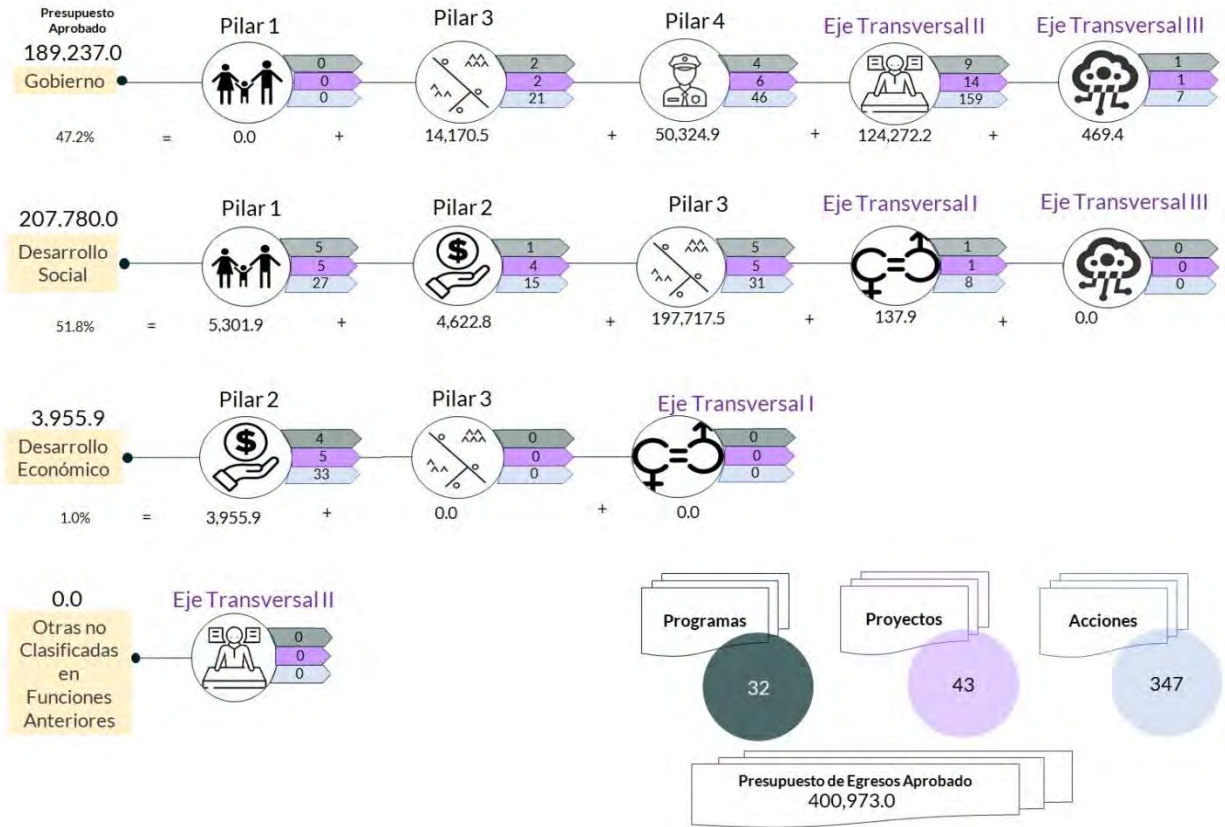 Presupuesto
Aprobado
189,237.0
Gobierno
Pilar 1
0
0
0
Pilar 3
2
2
21
Pilar 4
4
6
46
Eje Transversal II
9
14
159
Eje Transversal III
1
1
7
47.2% = 0.0 + 14,170.5 + 50,324.9 + 124,272.2 + 469.4
207,780.0
Desarrollo
Social
Pilar 1
5
5
27
Pilar 2
$
1
4
15
Pilar 3
5
5
31
Eje Transversal I
1
1
8
Eje Transversal III
0
0
0
51.8% = 5,301.9 + 4,622.8 + 197,717.5 + 137.9 + 0.0
3,955.9
Desarrollo
Económico
Pilar 2
$
4
5
33
Pilar 3
0
0
0
Eje Transversal I
0
0
0
1.0% = 3,955.9 + 0.0 + 0.0
0.0
Otras no
Clasificadas
en
Funciones
Anteriores
Eje Transversal II
0
0
0
Programas
32
Proyectos
43
Acciones
347
Presupuesto de Egresos Aprobado
400,973.0